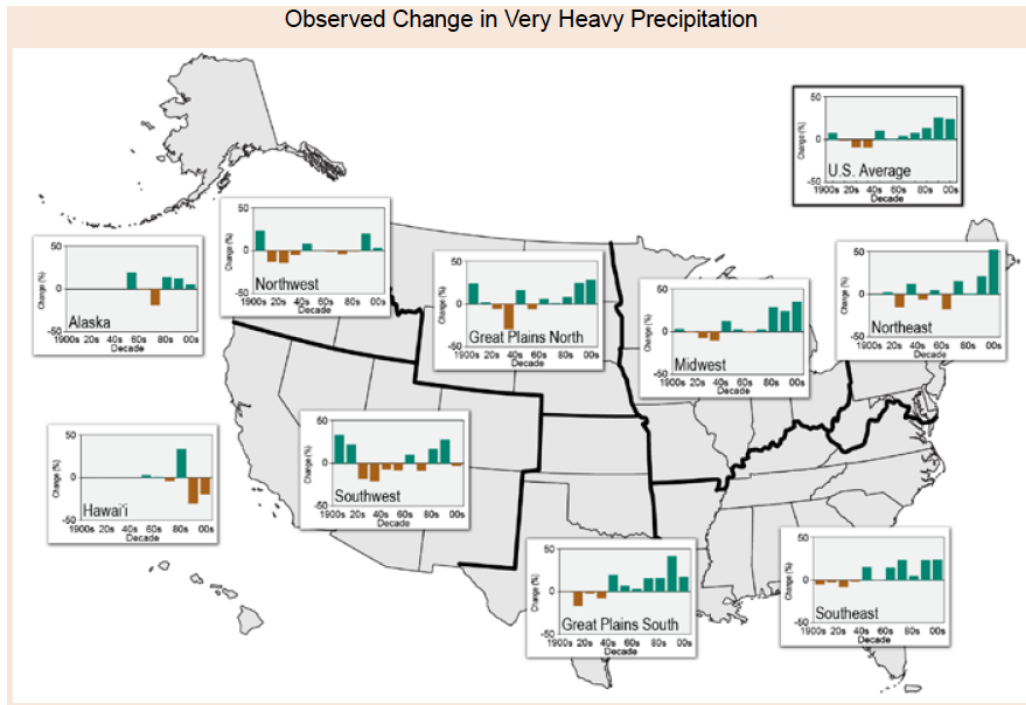 Observed Change in Very Heavy Precipitation
50
0
-50
Change (%)
U.S. Average
1900s 20s 40s 60s 80s 00s
Decade
50
0
-50
Change (%)
Northwest
1900s 20s 40s 60s 80s 00s
Decade
50
0
-50
Change (%)
Alaska
1900s 20s 40s 60s 80s 00s
Decade
50
0
-50
Change (%)
Great Plains North
1900s 20s 40s 60s 80s 00s
Decade
50
0
-50
Change (%)
Midwest
1900s 20s 40s 60s 80s 00s
Decade
50
0
-50
Change (%)
Northeast
1900s 20s 40s 60s 80s 00s
Decade
50
0
-50
Change (%)
Hawai'i
1900s 20s 40s 60s 80s 00s
Decade
50
0
-50
Change (%)
Southwest
1900s 20s 40s 60s 80s 00s
Decade
50
0
-50
Change (%)
Great Plains South
1900s 20s 40s 60s 80s 00s
Decade
50
0
-50
Change (%)
Southeast
1900s 20s 40s 60s 80s 00s
Decade